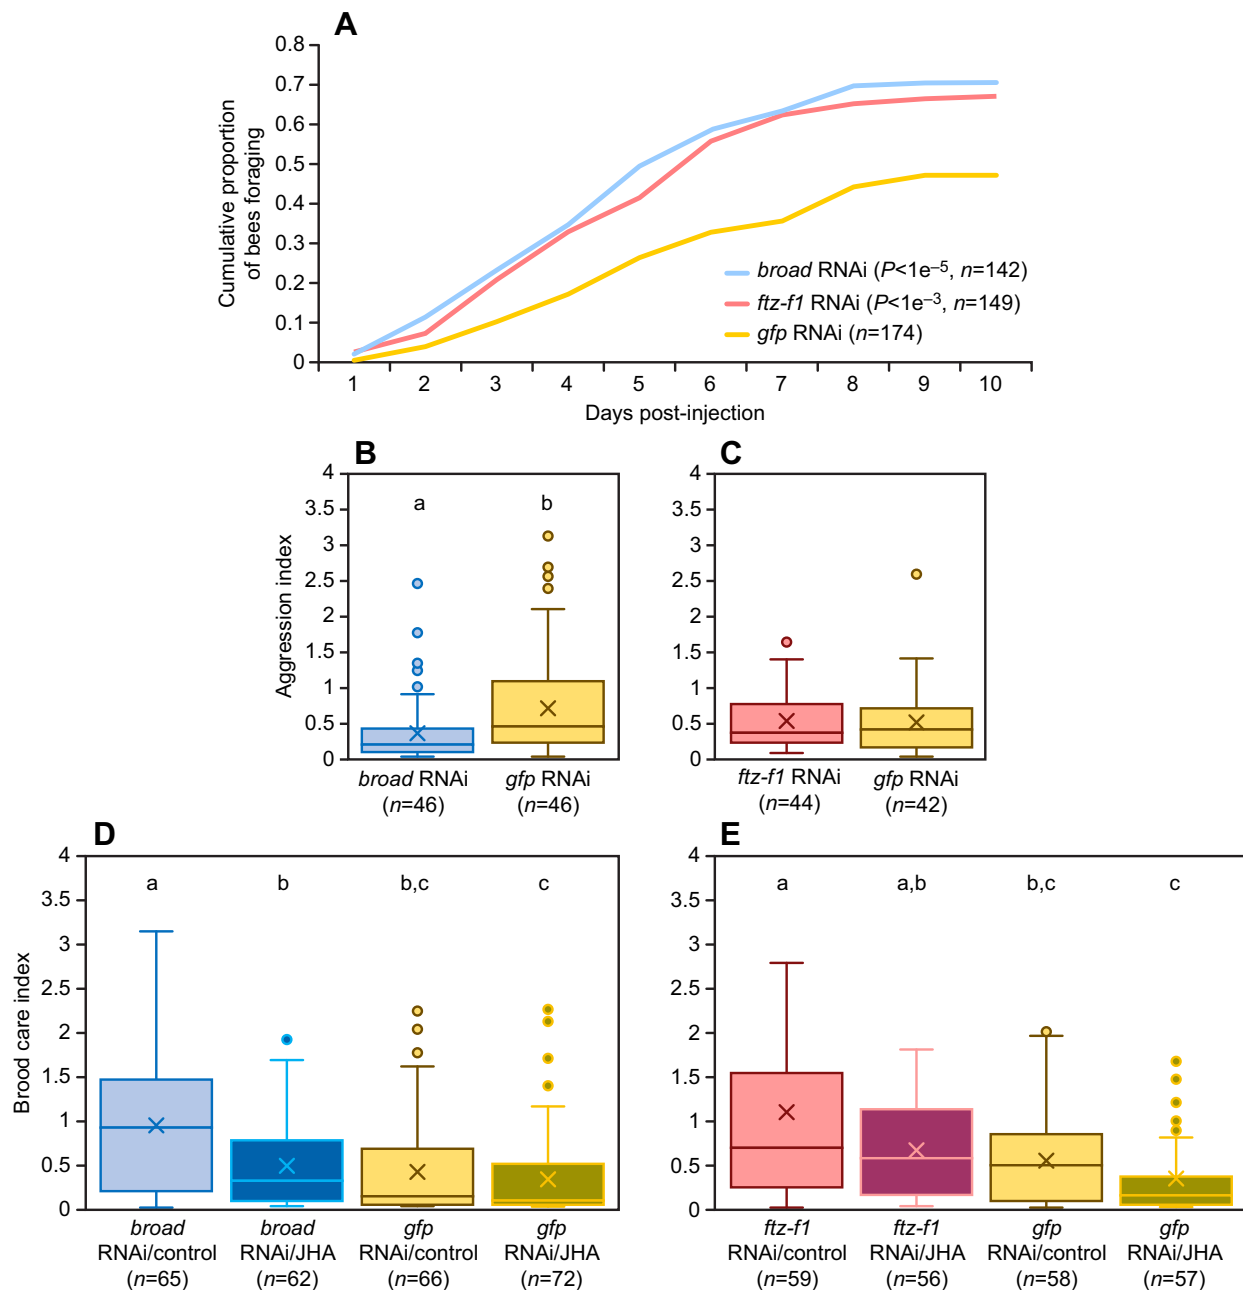 A
Cumulative proportion
of bees foraging
0.8
0.7
0.6
0.5
0.4
0.3
0.2
0.1
0
broad RNAi (P<1e–5, n=142)
ftz-f1 RNAi (P<1e–3, n=149)
gfp RNAi (n=174)
1 2 3 4 5 6 7 8 9 10
Days post-injection
B
Aggression index
4
3.5
3
2.5
2
1.5
1
0.5
0
a b
broad RNAi gfp RNAi
(n=46) (n=46)
C
4
3.5
3
2.5
2
1.5
1
0.5
0
ftz-f1 RNAi gfp RNAi
(n=44) (n=42)
D
Brood care index
4
3.5
3
2.5
2
1.5
1
0.5
0
a b b,c c
broad broad gfp gfp
RNAi/control RNAi/JHA RNAi/control RNAi/JHA
(n=65) (n=62) (n=66) (n=72)
E
4
3.5
3
2.5
2
1.5
1
0.5
0
a a,b b,c c
ftz-f1 ftz-f1 gfp gfp
RNAi/control RNAi/JHA RNAi/control RNAi/JHA
(n=59) (n=56) (n=58) (n=57)